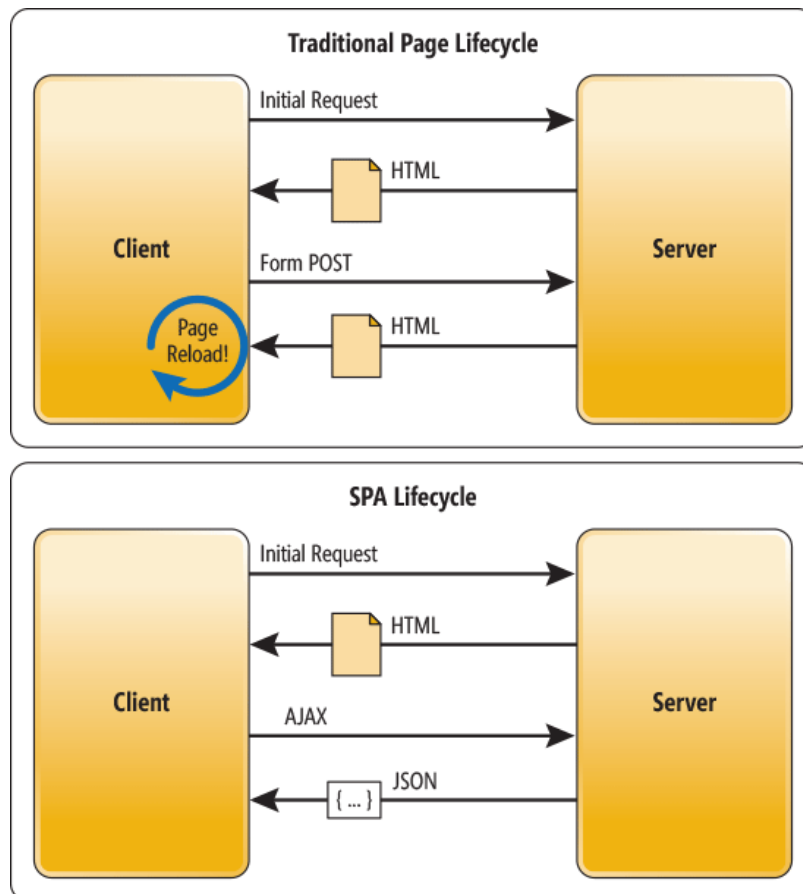 Traditional Page Lifecycle
Initial Request
HTML
Client
Server
Form POST
HTML
Page
Reload!
SPA Lifecycle
Initial Request
HTML
Client
Server
AJAX
JSON
{ ... }